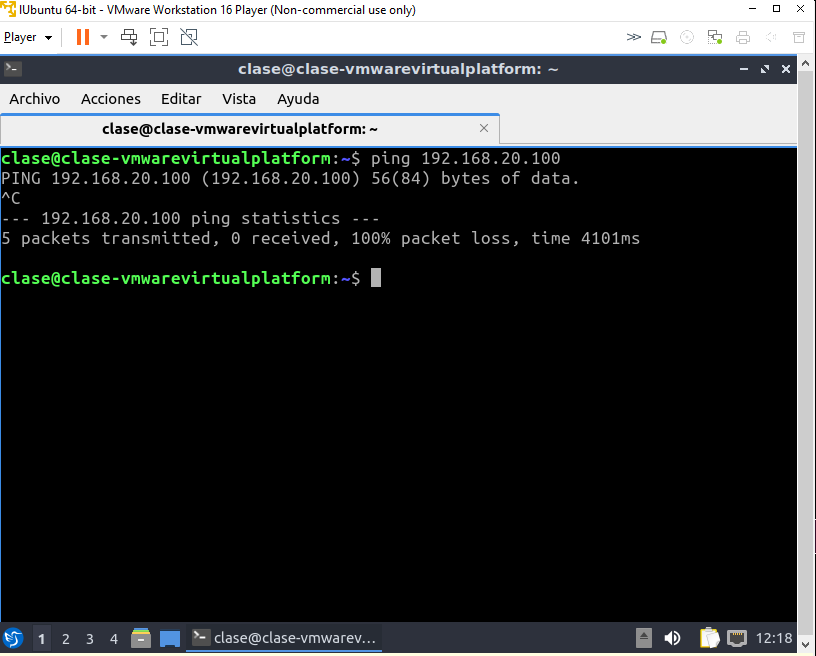 lUbuntu 64-bit - VMware Workstation 16 Player (Non-commercial use only)
Player
clase@clase-vmwarevirtualplatform: ~
Archivo Acciones Editar Vista Ayuda
clase@clase-vmwarevirtualplatform: ~
clase@clase-vmwarevirtualplatform:~$ ping 192.168.20.100
PING 192.168.20.100 (192.168.20.100) 56(84) bytes of data.
^C
--- 192.168.20.100 ping statistics ---
5 packets transmitted, 0 received, 100% packet loss, time 4101ms
clase@clase-vmwarevirtualplatform:~$
1 2 3 4 clase@clase-vmwarev... 12:18